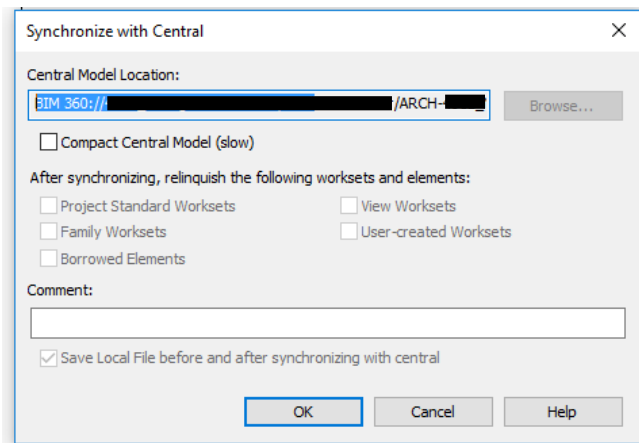 Synchronize with Central
Central Model Location:
BIM 360:// /ARCH-
Browse...
Compact Central Model (slow)
After synchronizing, relinquish the following worksets and elements:
Project Standard Worksets View Worksets
Family Worksets User-created Worksets
Borrowed Elements
Comment:
Save Local File before and after synchronizing with central
OK Cancel Help